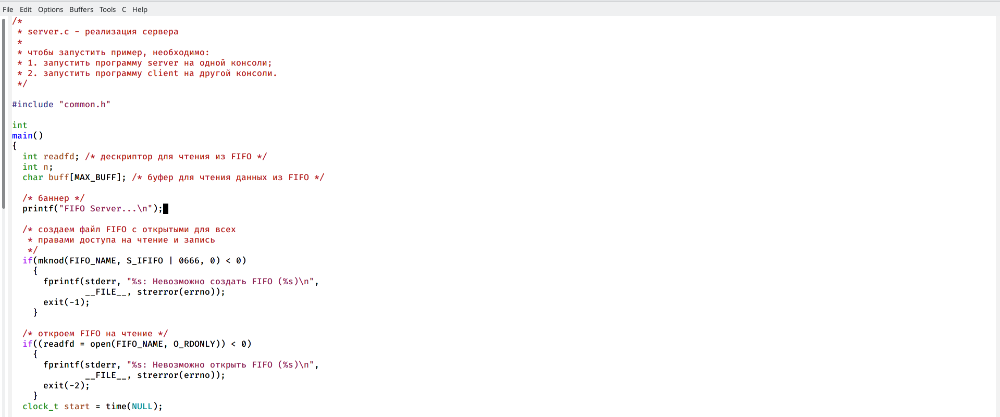 File Edit Options Buffers Tools C Help
/*
 * server.c - реализация сервера
 *
 * чтобы запустить пример, необходимо:
 * 1. запустить программу server на одной консоли;
 * 2. запустить программу client на другой консоли.
 */
#include "common.h"
int
main()
{
  int readfd; /* дескриптор для чтения из FIFO */
  int n;
  char buff[MAX_BUFF]; /* буфер для чтения данных из FIFO */
  /* баннер */
  printf("FIFO Server...\n");
  /* создаем файл FIFO с открытыми для всех
   * правами доступа на чтение и запись
   */
  if(mknod(FIFO_NAME, S_IFIFO | 0666, 0) < 0)
    {
      fprintf(stderr, "%s: Невозможно создать FIFO (%s)\n",
              __FILE__, strerror(errno));
      exit(-1);
    }
  /* откроем FIFO на чтение */
  if((readfd = open(FIFO_NAME, O_RDONLY)) < 0)
    {
      fprintf(stderr, "%s: Невозможно открыть FIFO (%s)\n",
              __FILE__, strerror(errno));
      exit(-2);
    }
  clock_t start = time(NULL);